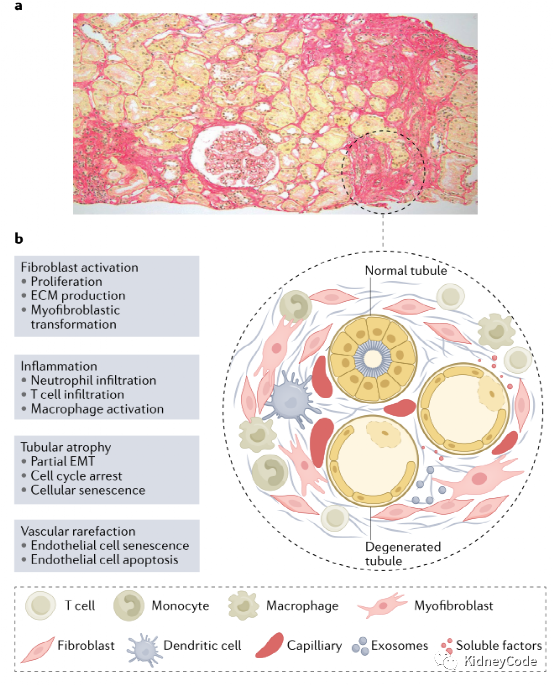 a
b
Fibroblast activation
• Proliferation
• ECM production
• Myofibroblastic
transformation
Inflammation
• Neutrophil infiltration
• T cell infiltration
• Macrophage activation
Tubular atrophy
• Partial EMT
• Cell cycle arrest
• Cellular senescence
Vascular rarefaction
• Endothelial cell senescence
• Endothelial cell apoptosis
Normal tubule
Degenerated
tubule
T cell
Monocyte
Macrophage
Myofibroblast
Fibroblast
Dendritic cell
Capilliary
Exosomes
Soluble factors
KidneyCode